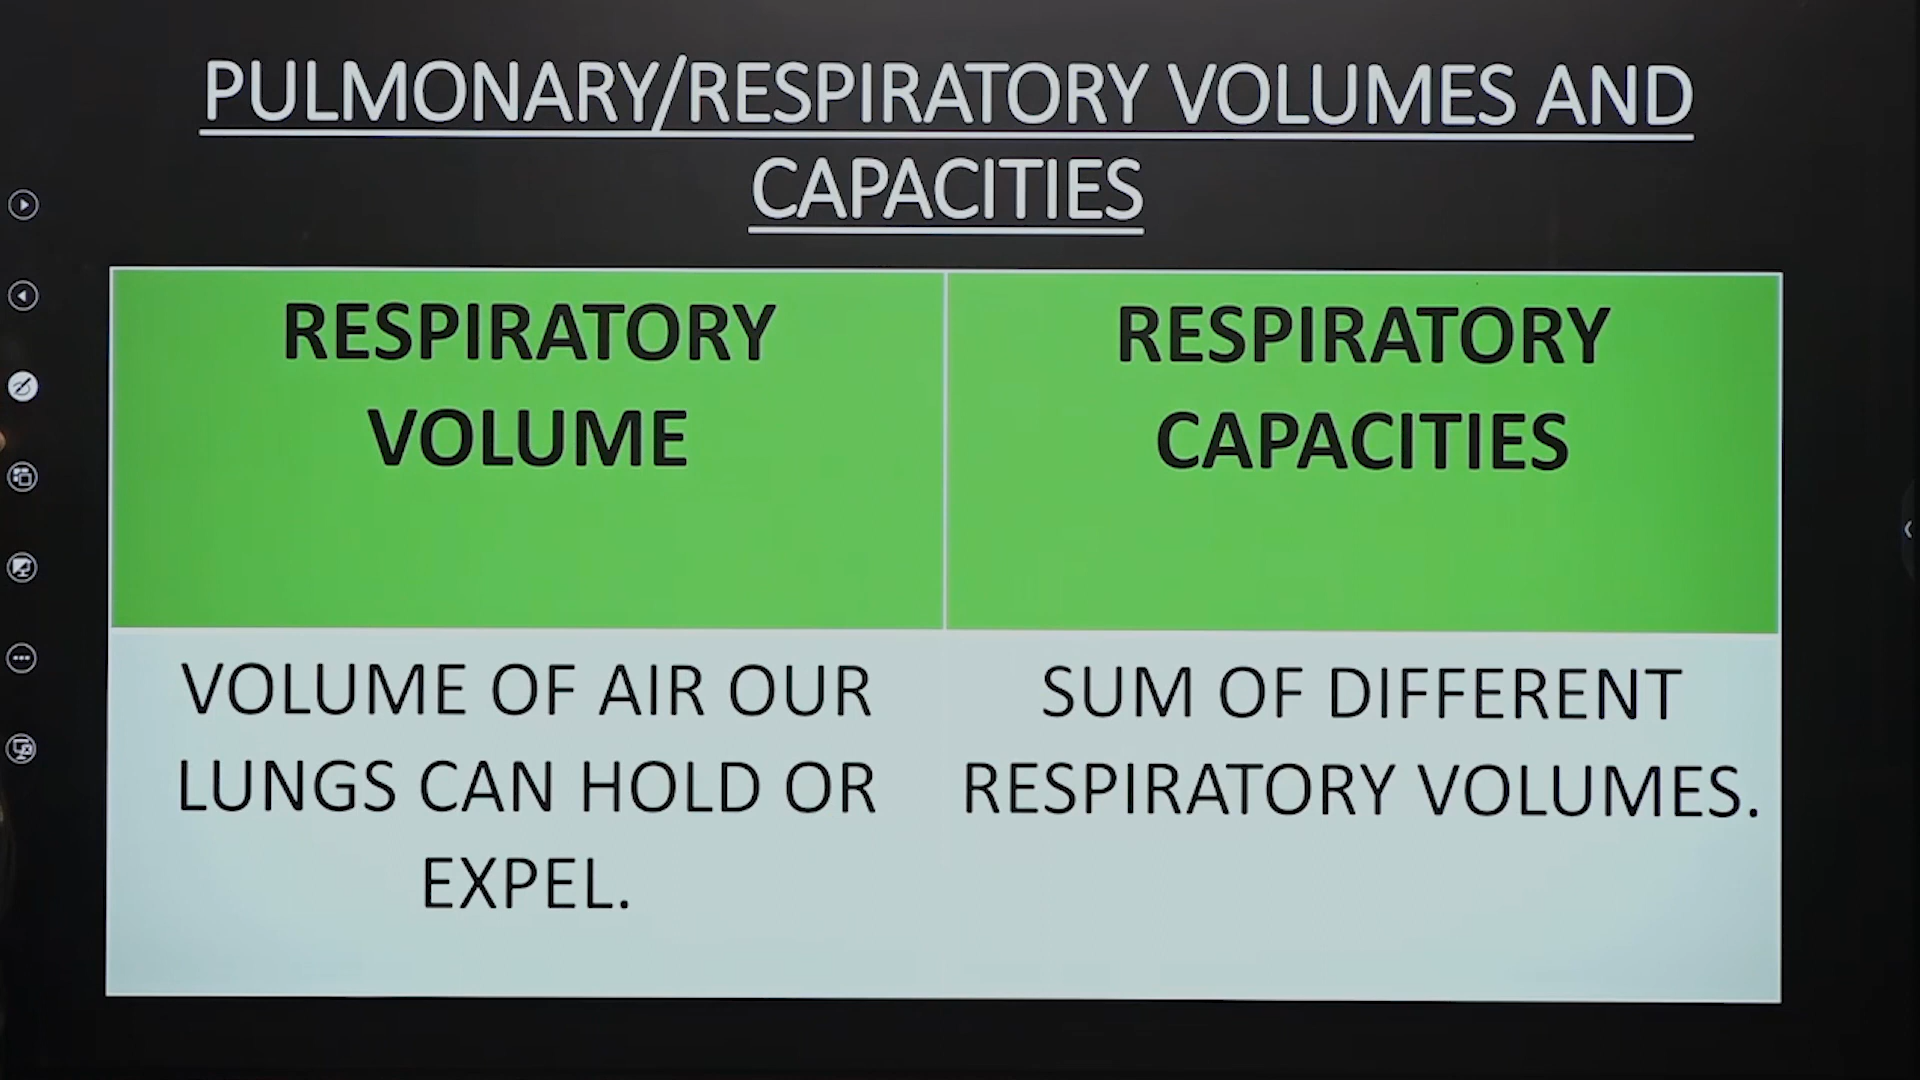 PULMONARY/RESPIRATORY VOLUMES AND
CAPACITIES
RESPIRATORY
VOLUME
RESPIRATORY
CAPACITIES
VOLUME OF AIR OUR
LUNGS CAN HOLD OR
EXPEL.
SUM OF DIFFERENT
RESPIRATORY VOLUMES.